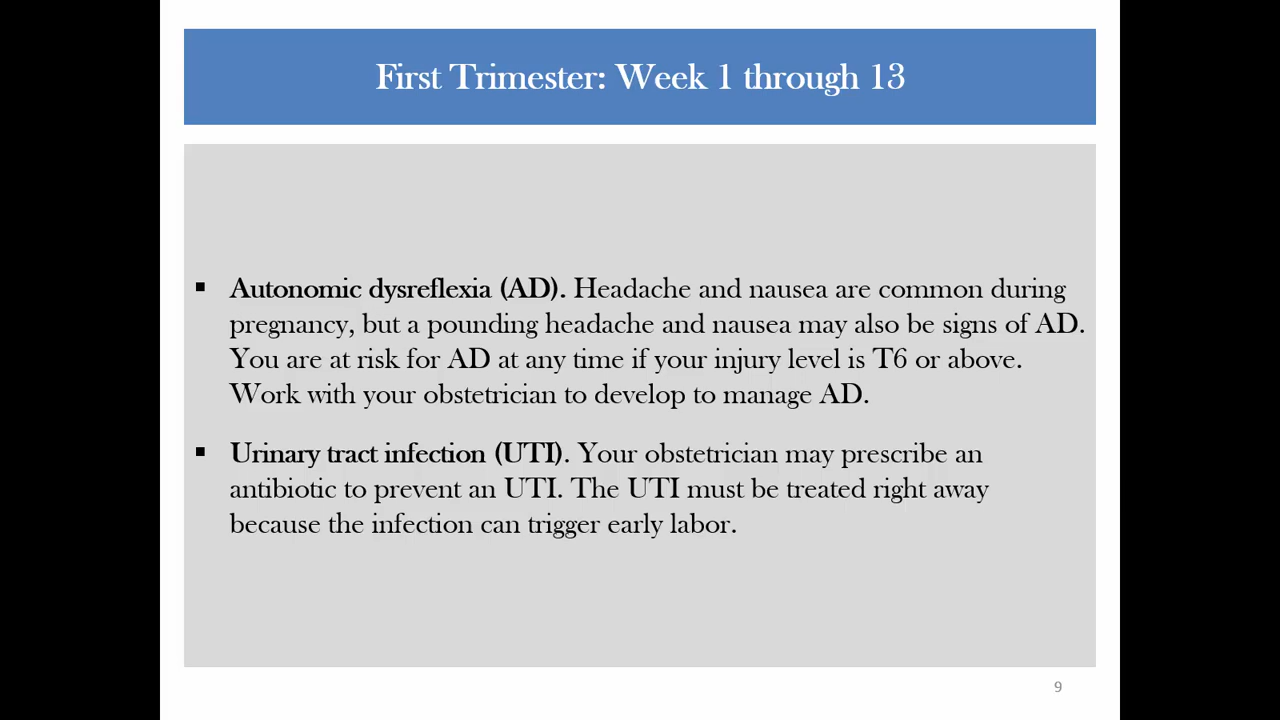 First Trimester: Week 1 through 13
▪ Autonomic dysreflexia (AD). Headache and nausea are common during
pregnancy, but a pounding headache and nausea may also be signs of AD.
You are at risk for AD at any time if your injury level is T6 or above.
Work with your obstetrician to develop to manage AD.
▪ Urinary tract infection (UTI). Your obstetrician may prescribe an
antibiotic to prevent an UTI. The UTI must be treated right away
because the infection can trigger early labor.
9